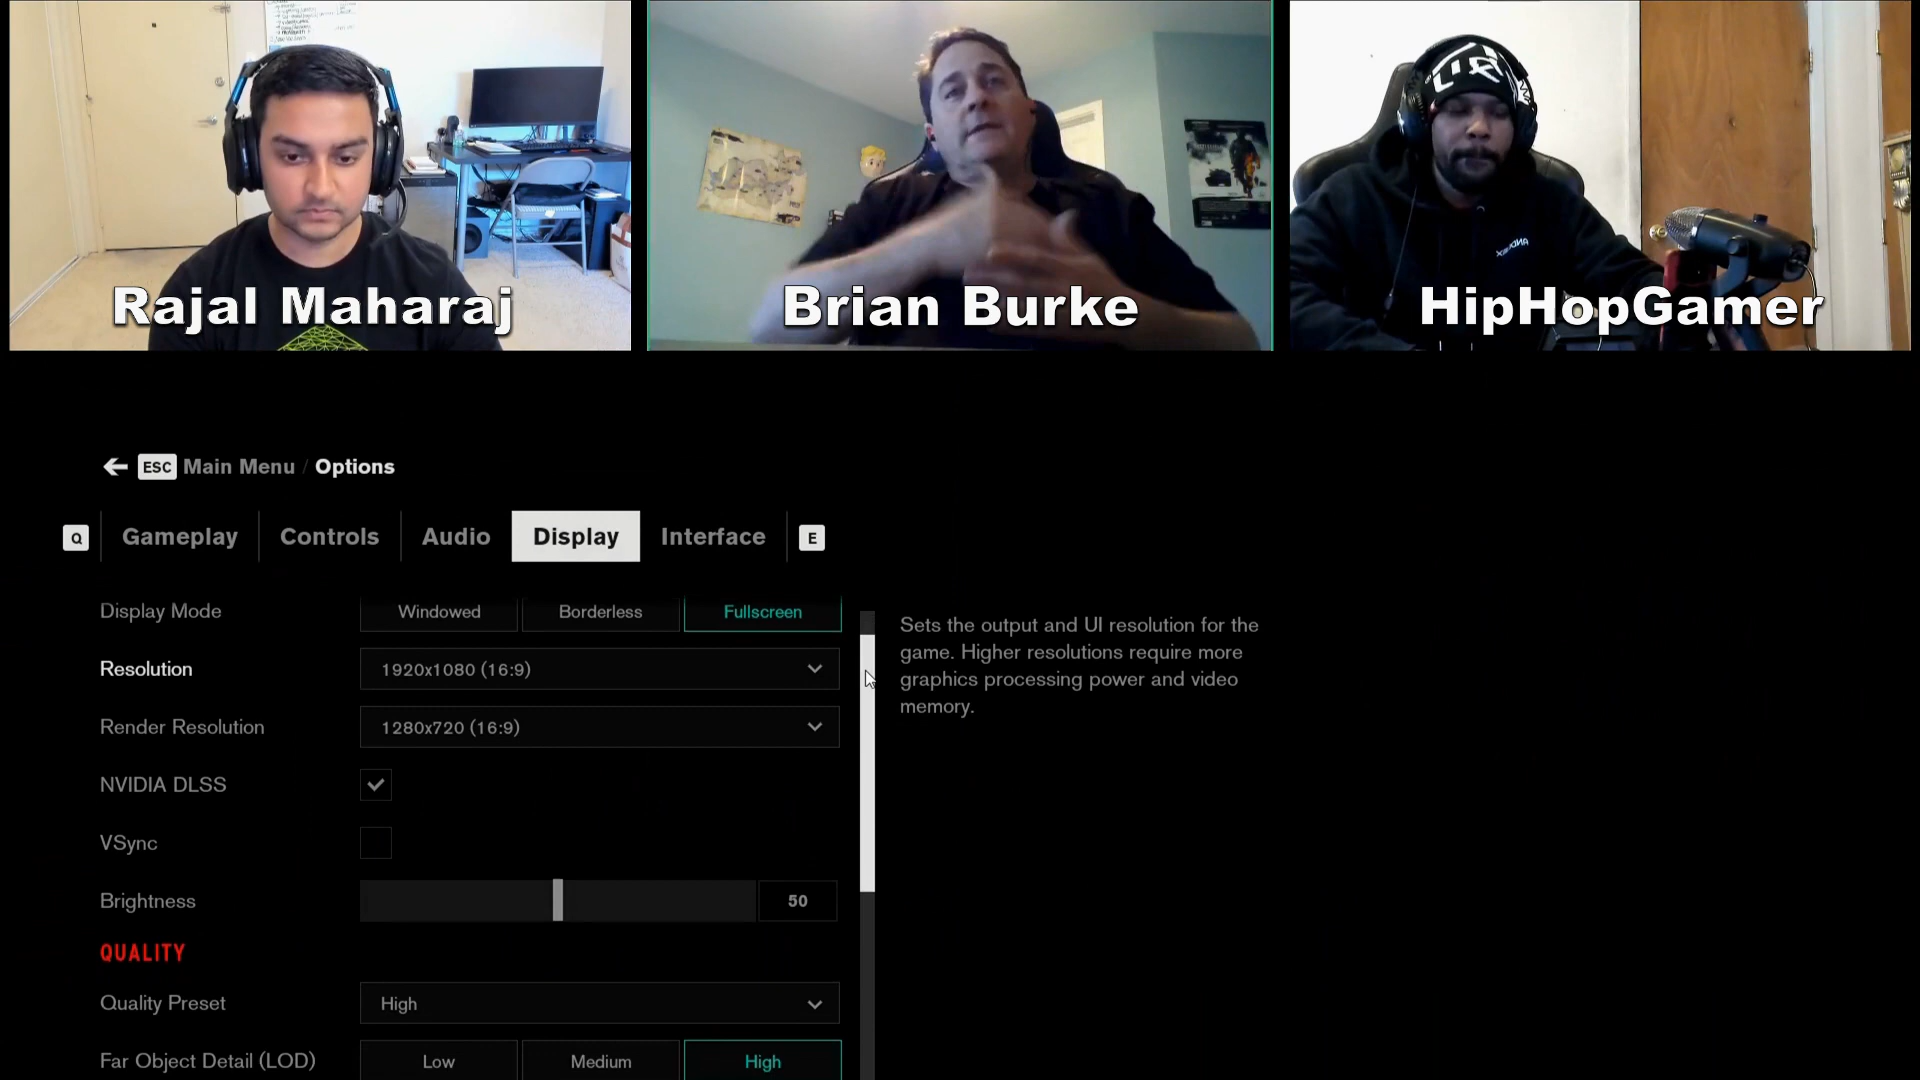 Rajal Maharaj
Brian Burke
HipHopGamer
ESC Main Menu / Options
Q Gameplay Controls Audio Display Interface E
Display Mode Windowed Borderless Fullscreen
Resolution 1920x1080 (16:9)
Render Resolution 1280x720 (16:9)
NVIDIA DLSS
VSync
Brightness 50
QUALITY
Quality Preset High
Far Object Detail (LOD) Low Medium High
Sets the output and UI resolution for the
game. Higher resolutions require more
graphics processing power and video
memory.